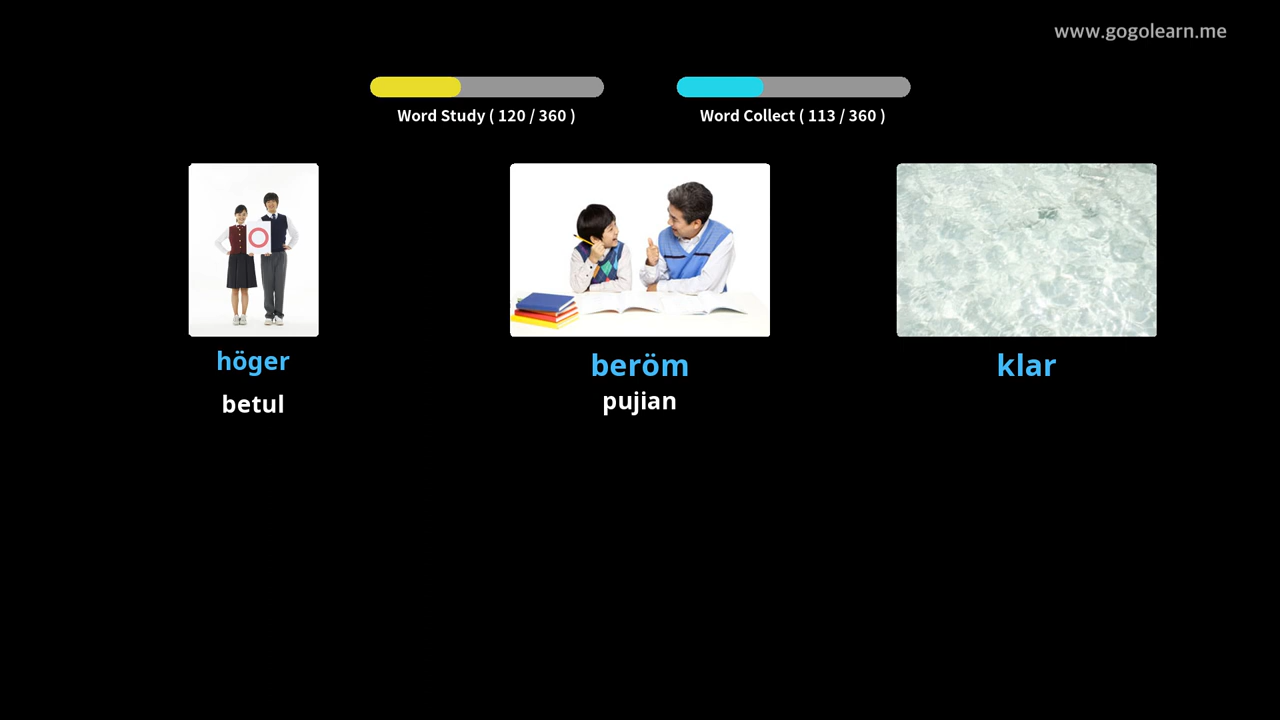 www.gogolearn.me
Word Study ( 120 / 360 )
Word Collect ( 113 / 360 )
höger
betul
beröm
pujian
klar